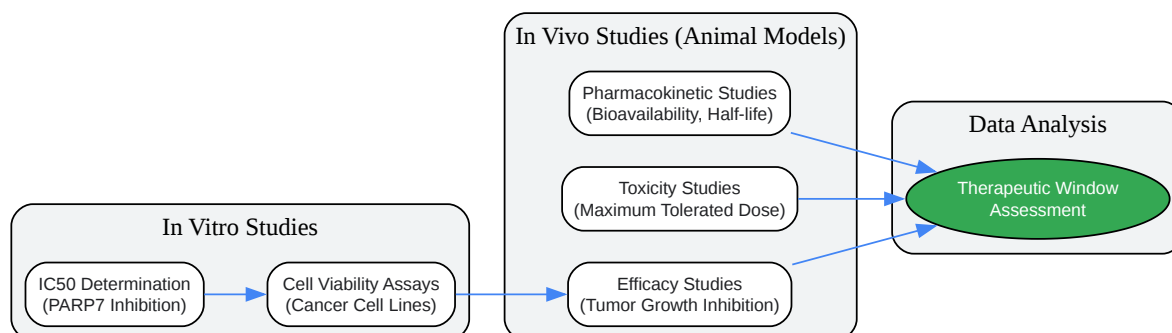 In Vitro Studies
IC50 Determination
(PARP7 Inhibition)
Cell Viability Assays
(Cancer Cell Lines)
In Vivo Studies (Animal Models)
Pharmacokinetic Studies
(Bioavailability, Half-life)
Toxicity Studies
(Maximum Tolerated Dose)
Efficacy Studies
(Tumor Growth Inhibition)
Data Analysis
Therapeutic Window
Assessment